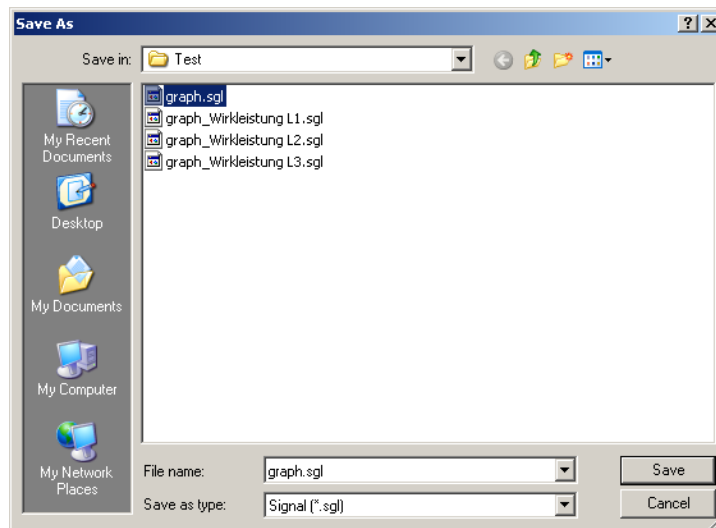 Save As
Save in:
Test
graph.sgl
graph_Wirkleistung L1.sgl
graph_Wirkleistung L2.sgl
graph_Wirkleistung L3.sgl
My Recent
Documents
Desktop
My Documents
My Computer
My Network
Places
File name:
graph.sgl
Save
Save as type:
Signal (*.sgl)
Cancel